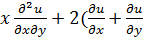 x ∂²u/∂x∂y + 2(∂u/∂x + ∂u/∂y